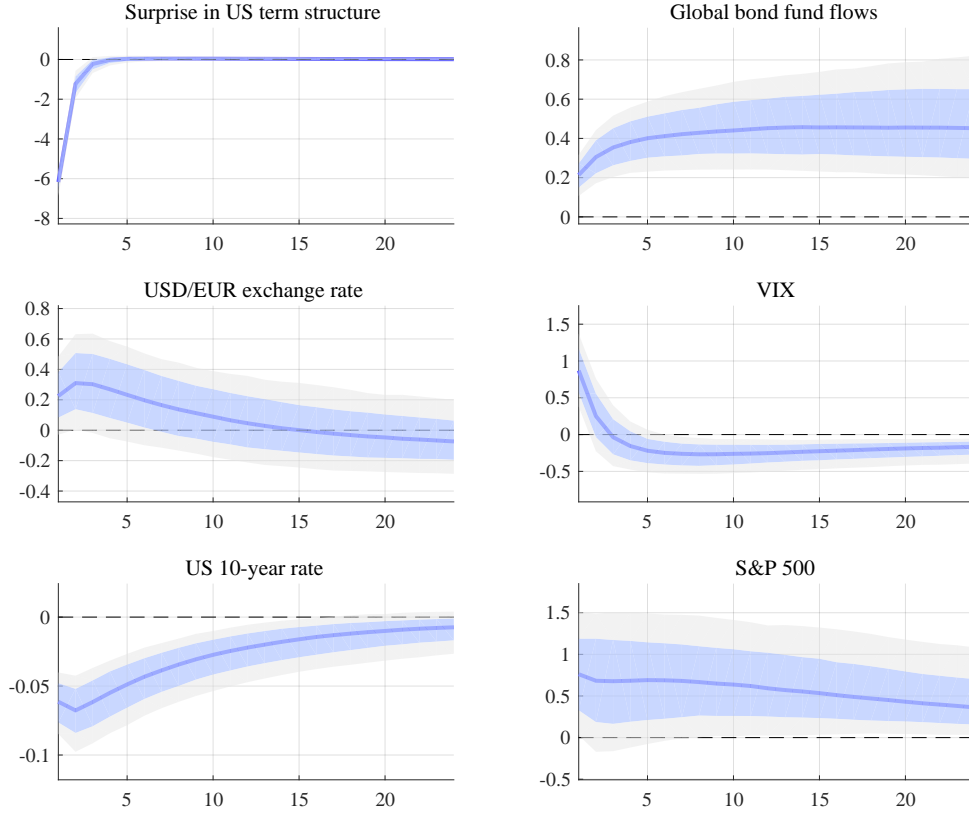 Surprise in US term structure
0
-2
-4
-6
-8
5 10 15 20
Global bond fund flows
0.8
0.6
0.4
0.2
0
5 10 15 20
USD/EUR exchange rate
0.8
0.6
0.4
0.2
0
-0.2
-0.4
5 10 15 20
VIX
1.5
1
0.5
0
-0.5
5 10 15 20
US 10-year rate
0
-0.05
-0.1
5 10 15 20
S&P 500
1.5
1
0.5
0
-0.5
5 10 15 20